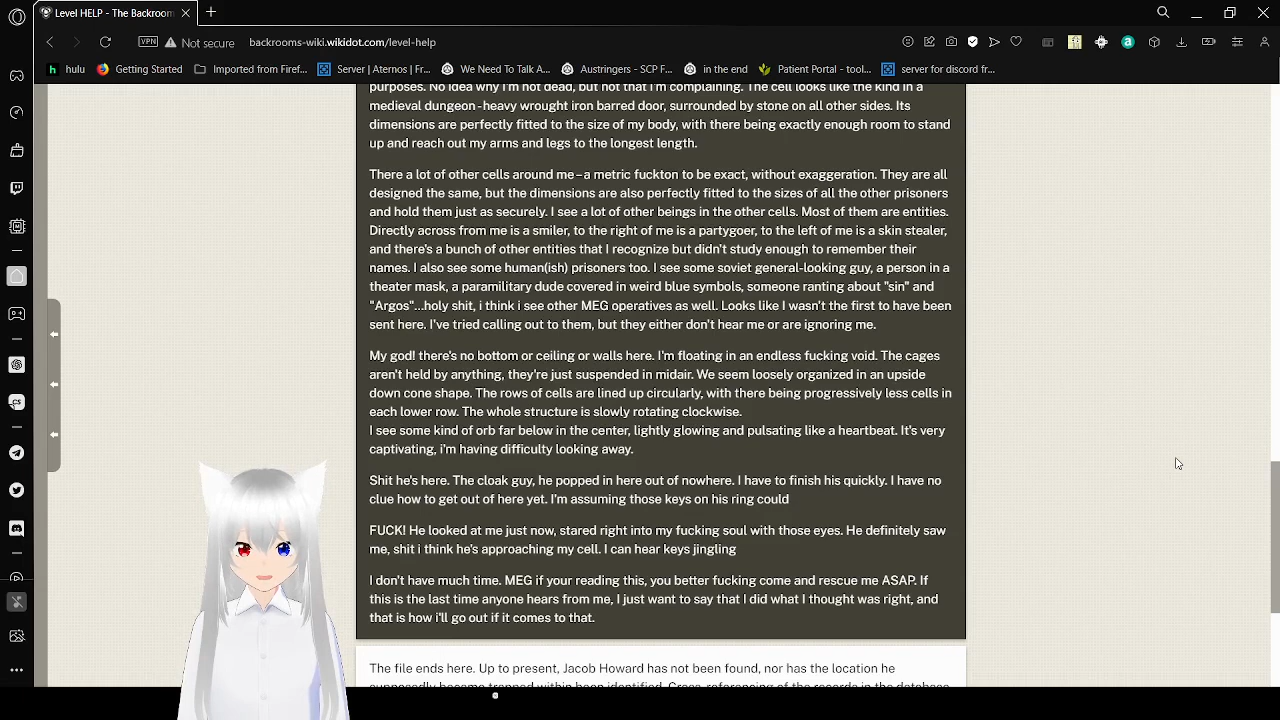 Level HELP - The Backroom
VPN
Not secure
backrooms-wiki.wikidot.com/level-help
hulu
Getting Started
Imported from Firef...
Server | Aternos | Fr...
We Need To Talk A...
Austringers - SCP F...
in the end
Patient Portal - tool...
server for discord fr...
purposes. No idea why I'm not dead, but not that I'm complaining. The cell looks like the kind in a
medieval dungeon - heavy wrought iron barred door, surrounded by stone on all other sides. Its
dimensions are perfectly fitted to the size of my body, with there being exactly enough room to stand
up and reach out my arms and legs to the longest length.
There a lot of other cells around me – a metric fuckton to be exact, without exaggeration. They are all
designed the same, but the dimensions are also perfectly fitted to the sizes of all the other prisoners
and hold them just as securely. I see a lot of other beings in the other cells. Most of them are entities.
Directly across from me is a smiler, to the right of me is a partygoer, to the left of me is a skin stealer,
and there's a bunch of other entities that I recognize but didn't study enough to remember their
names. I also see some human(ish) prisoners too. I see some soviet general-looking guy, a person in a
theater mask, a paramilitary dude covered in weird blue symbols, someone ranting about "sin" and
"Argos"...holy shit, i think i see other MEG operatives as well. Looks like I wasn't the first to have been
sent here. I've tried calling out to them, but they either don't hear me or are ignoring me.
My god! there's no bottom or ceiling or walls here. I'm floating in an endless fucking void. The cages
aren't held by anything, they're just suspended in midair. We seem loosely organized in an upside
down cone shape. The rows of cells are lined up circularly, with there being progressively less cells in
each lower row. The whole structure is slowly rotating clockwise.
I see some kind of orb far below in the center, lightly glowing and pulsating like a heartbeat. It's very
captivating, i'm having difficulty looking away.
Shit he's here. The cloak guy, he popped in here out of nowhere. I have to finish his quickly. I have no
clue how to get out of here yet. I'm assuming those keys on his ring could
FUCK! He looked at me just now, stared right into my fucking soul with those eyes. He definitely saw
me, shit i think he's approaching my cell. I can hear keys jingling
I don't have much time. MEG if your reading this, you better fucking come and rescue me ASAP. If
this is the last time anyone hears from me, I just want to say that I did what I thought was right, and
that is how i'll go out if it comes to that.
The file ends here. Up to present, Jacob Howard has not been found, nor has the location he